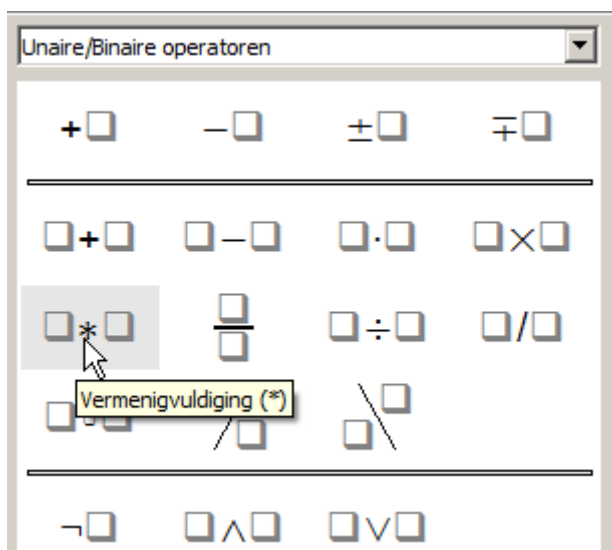 Unaire/Binaire operatoren
+□ −□ ±□ ∓□
□+□ □−□ □·□ □×□
□*□ □/□ □÷□ □/□
Vermenigvuldiging (*)
¬□ □∧□ □∨□